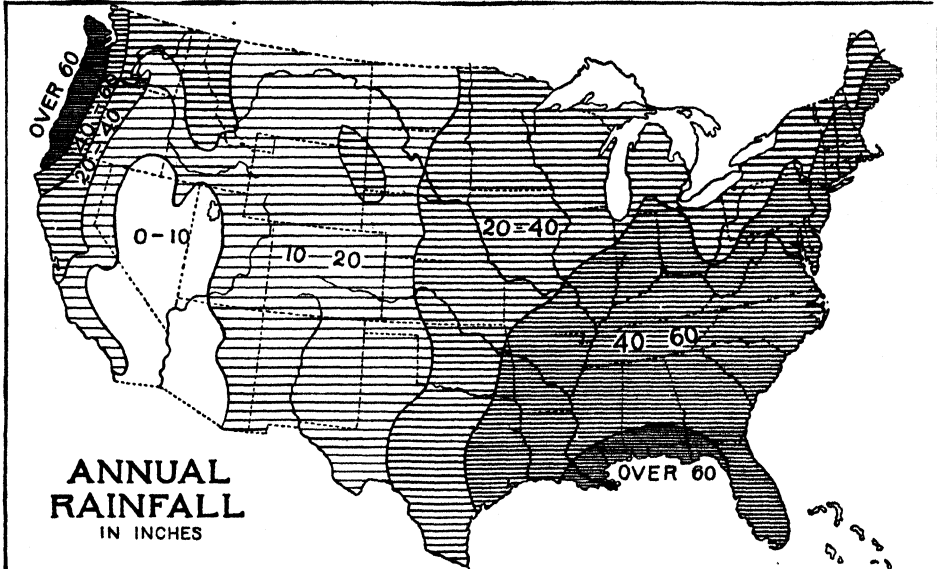 OVER 60
40=60
20=40
0-10
10 - 20
20=40
40= 60
OVER 60
ANNUAL
RAINFALL
IN INCHES